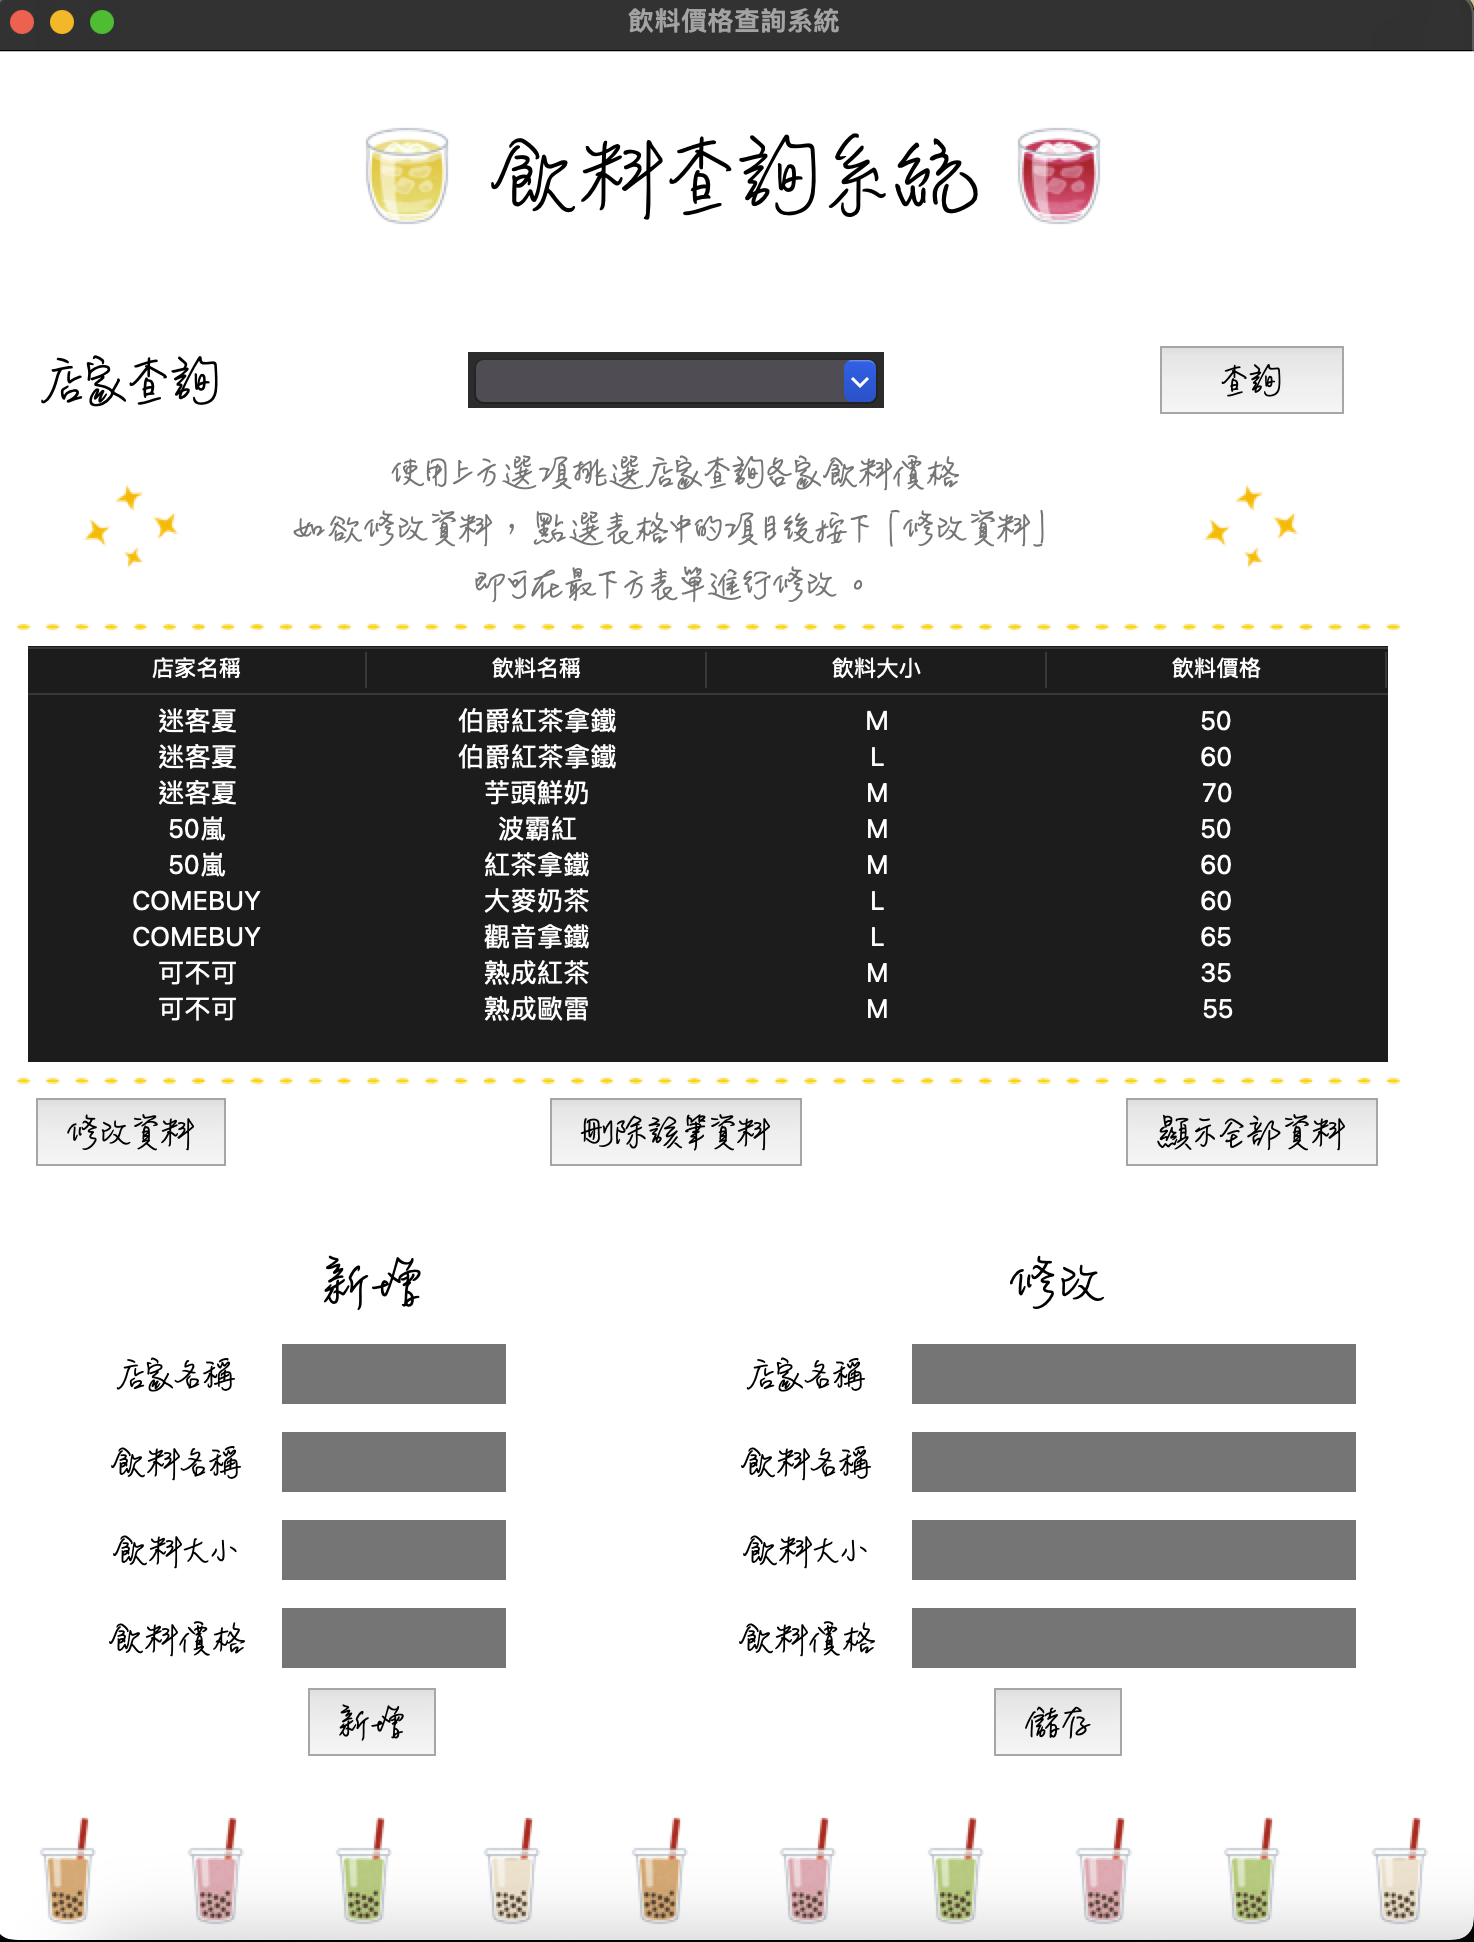 飲料價格查詢系統
飲料查詢系統
店家查詢
查詢
使用上方選項挑選店家查詢各家飲料價格
如欲修改資料，點選表格中的項目後按下「修改資料」
即可在最下方表單進行修改。
店家名稱 飲料名稱 飲料大小 飲料價格
迷客夏 伯爵紅茶拿鐵 M 50
迷客夏 伯爵紅茶拿鐵 L 60
迷客夏 芋頭鮮奶 M 70
50嵐 波霸紅 M 50
50嵐 紅茶拿鐵 M 60
COMEBUY 大麥奶茶 L 60
COMEBUY 觀音拿鐵 L 65
可不可 熟成紅茶 M 35
可不可 熟成歐雷 M 55
修改資料 刪除該筆資料 顯示全部資料
新增
店家名稱
飲料名稱
飲料大小
飲料價格
新增
修改
店家名稱
飲料名稱
飲料大小
飲料價格
儲存